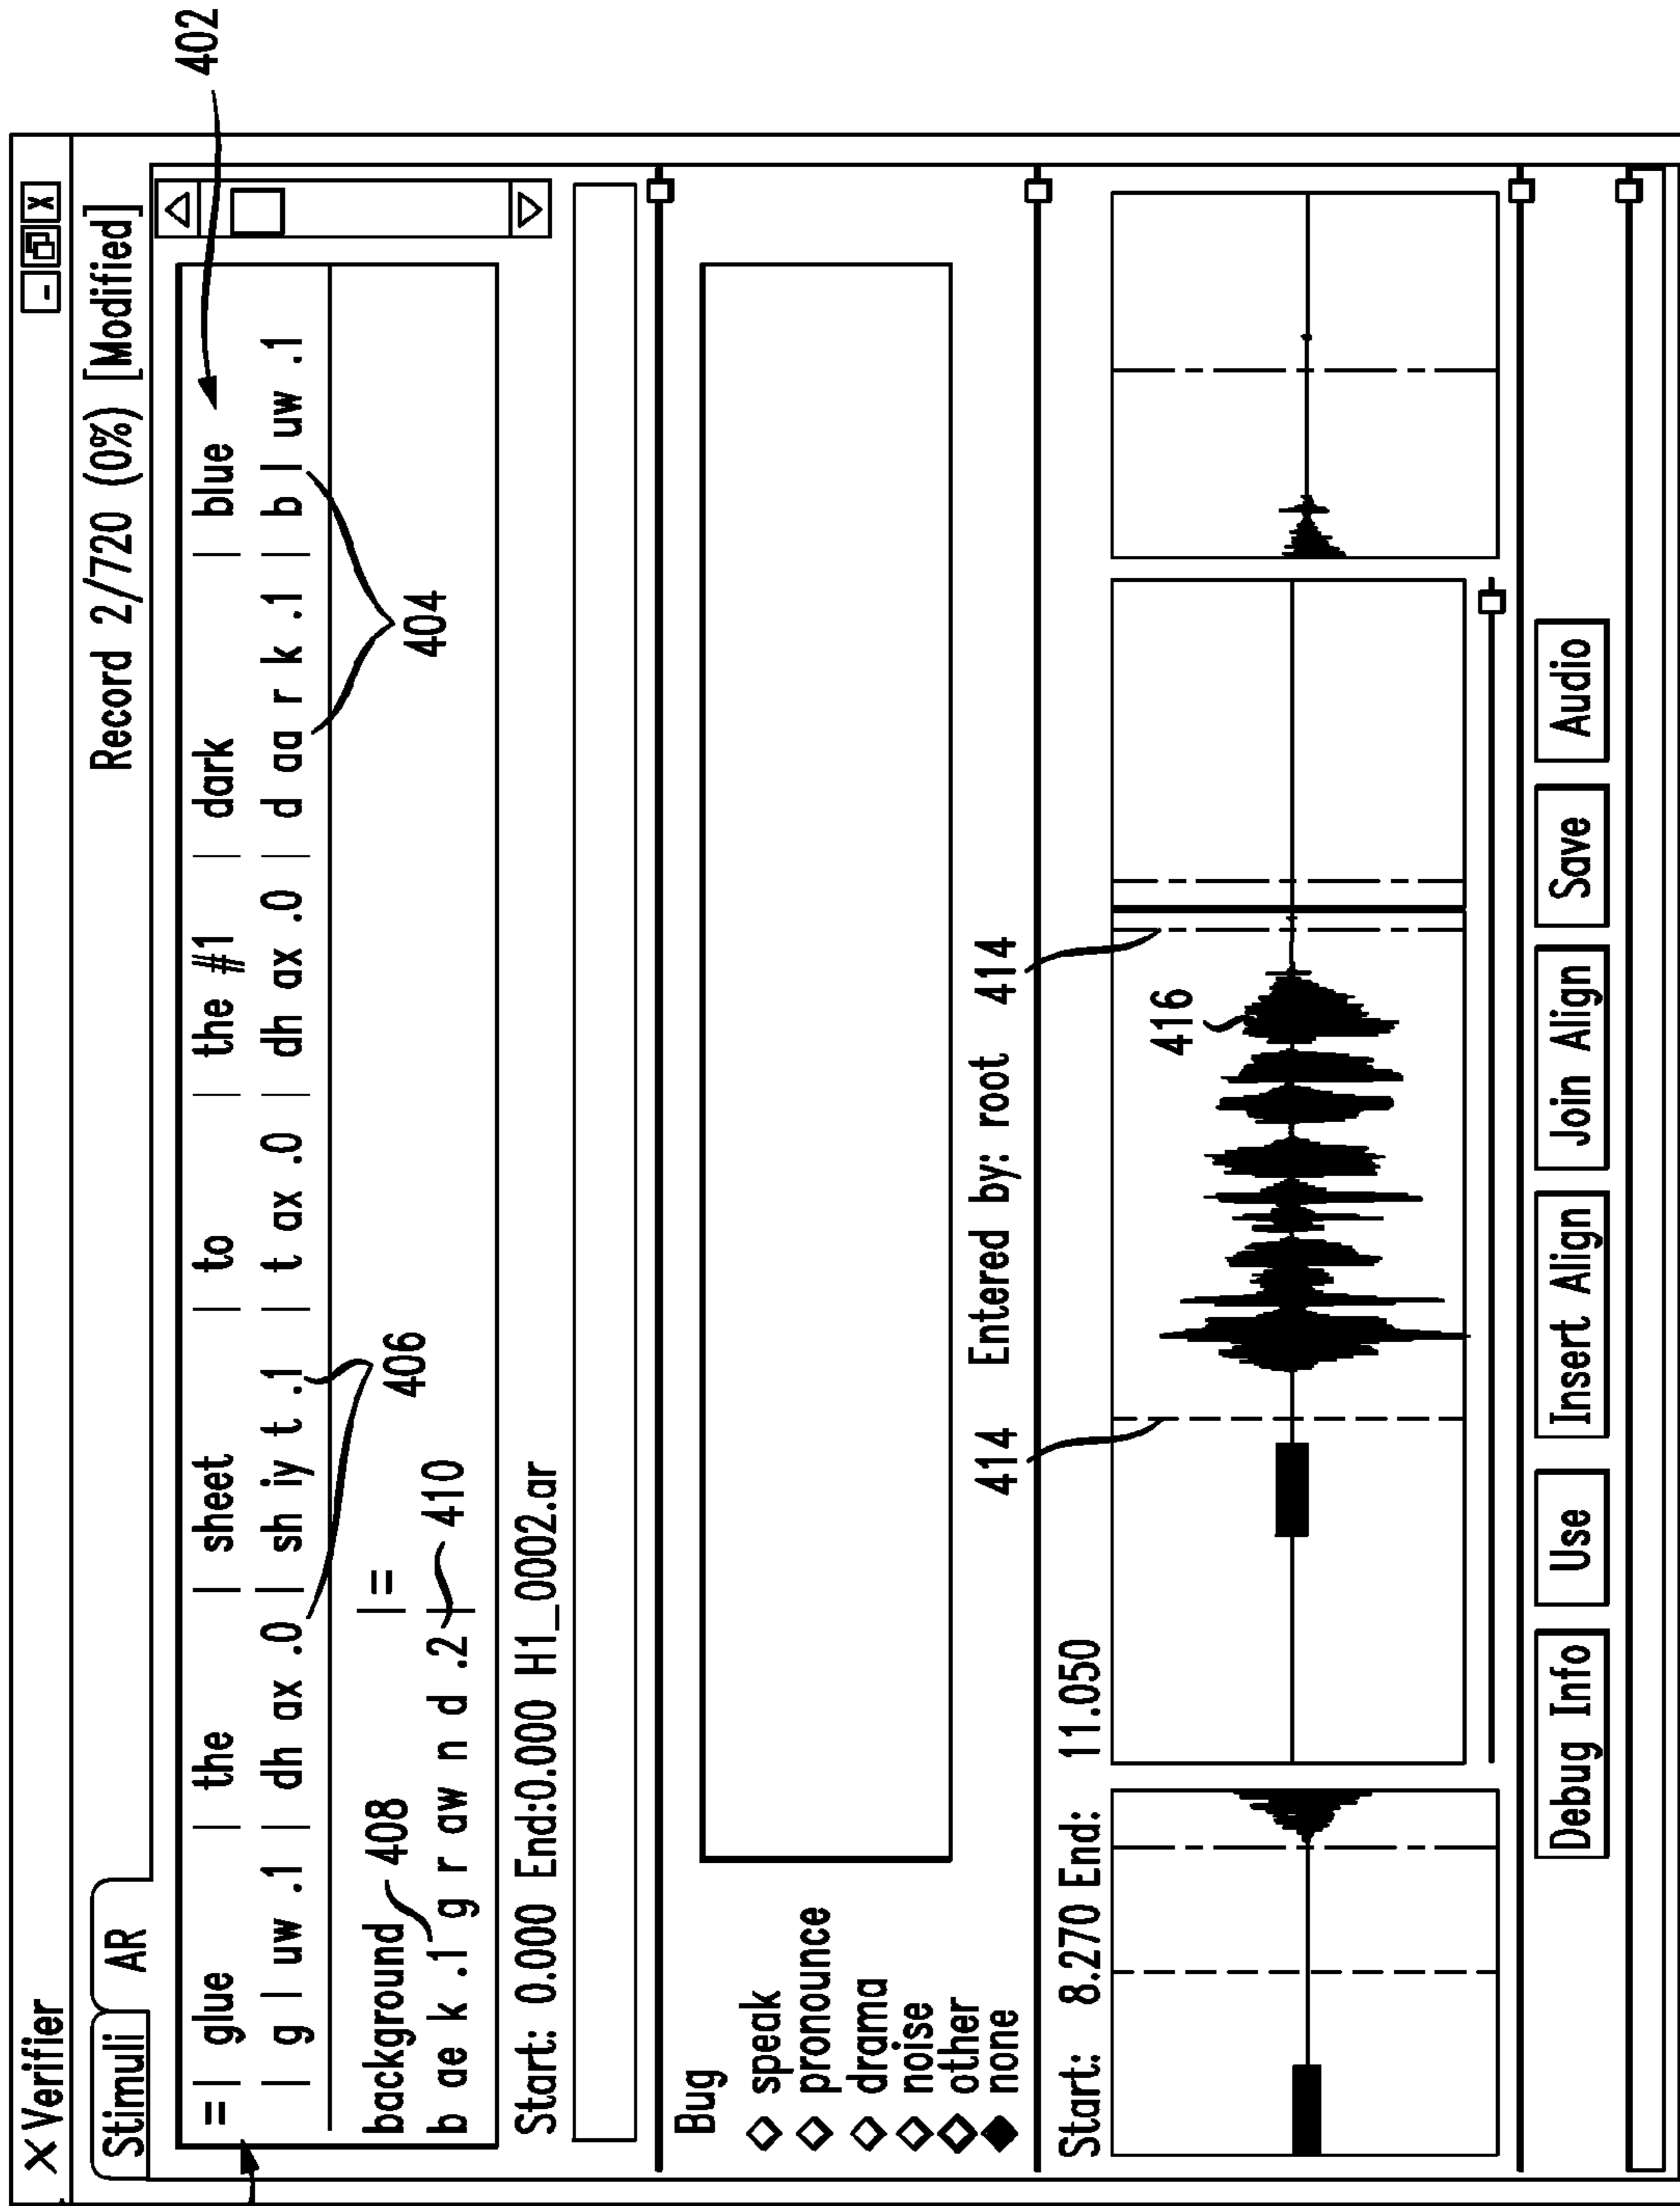 X Verifier
Stimuli AR Record 2/720 (0%) [Modified]
402
= | glue | the | sheet | to | the #1 | dark | blue
| g l uw .1 | dh ax .0 | sh iy t .1 | t ax .0 | dh ax .0 | d aa r k .1 | b l uw .1
406
404
background 408 |=
b ae k .1 g r aw n d .2 | 410
Start: 0.000 End:0.000 H1_0002.ar
Bug
speak
pronounce
drama
noise
other
none
414 Entered by: root 414
Start: 8.270 End: 11.050
416
Debug Info Use Insert Align Join Align Save Audio